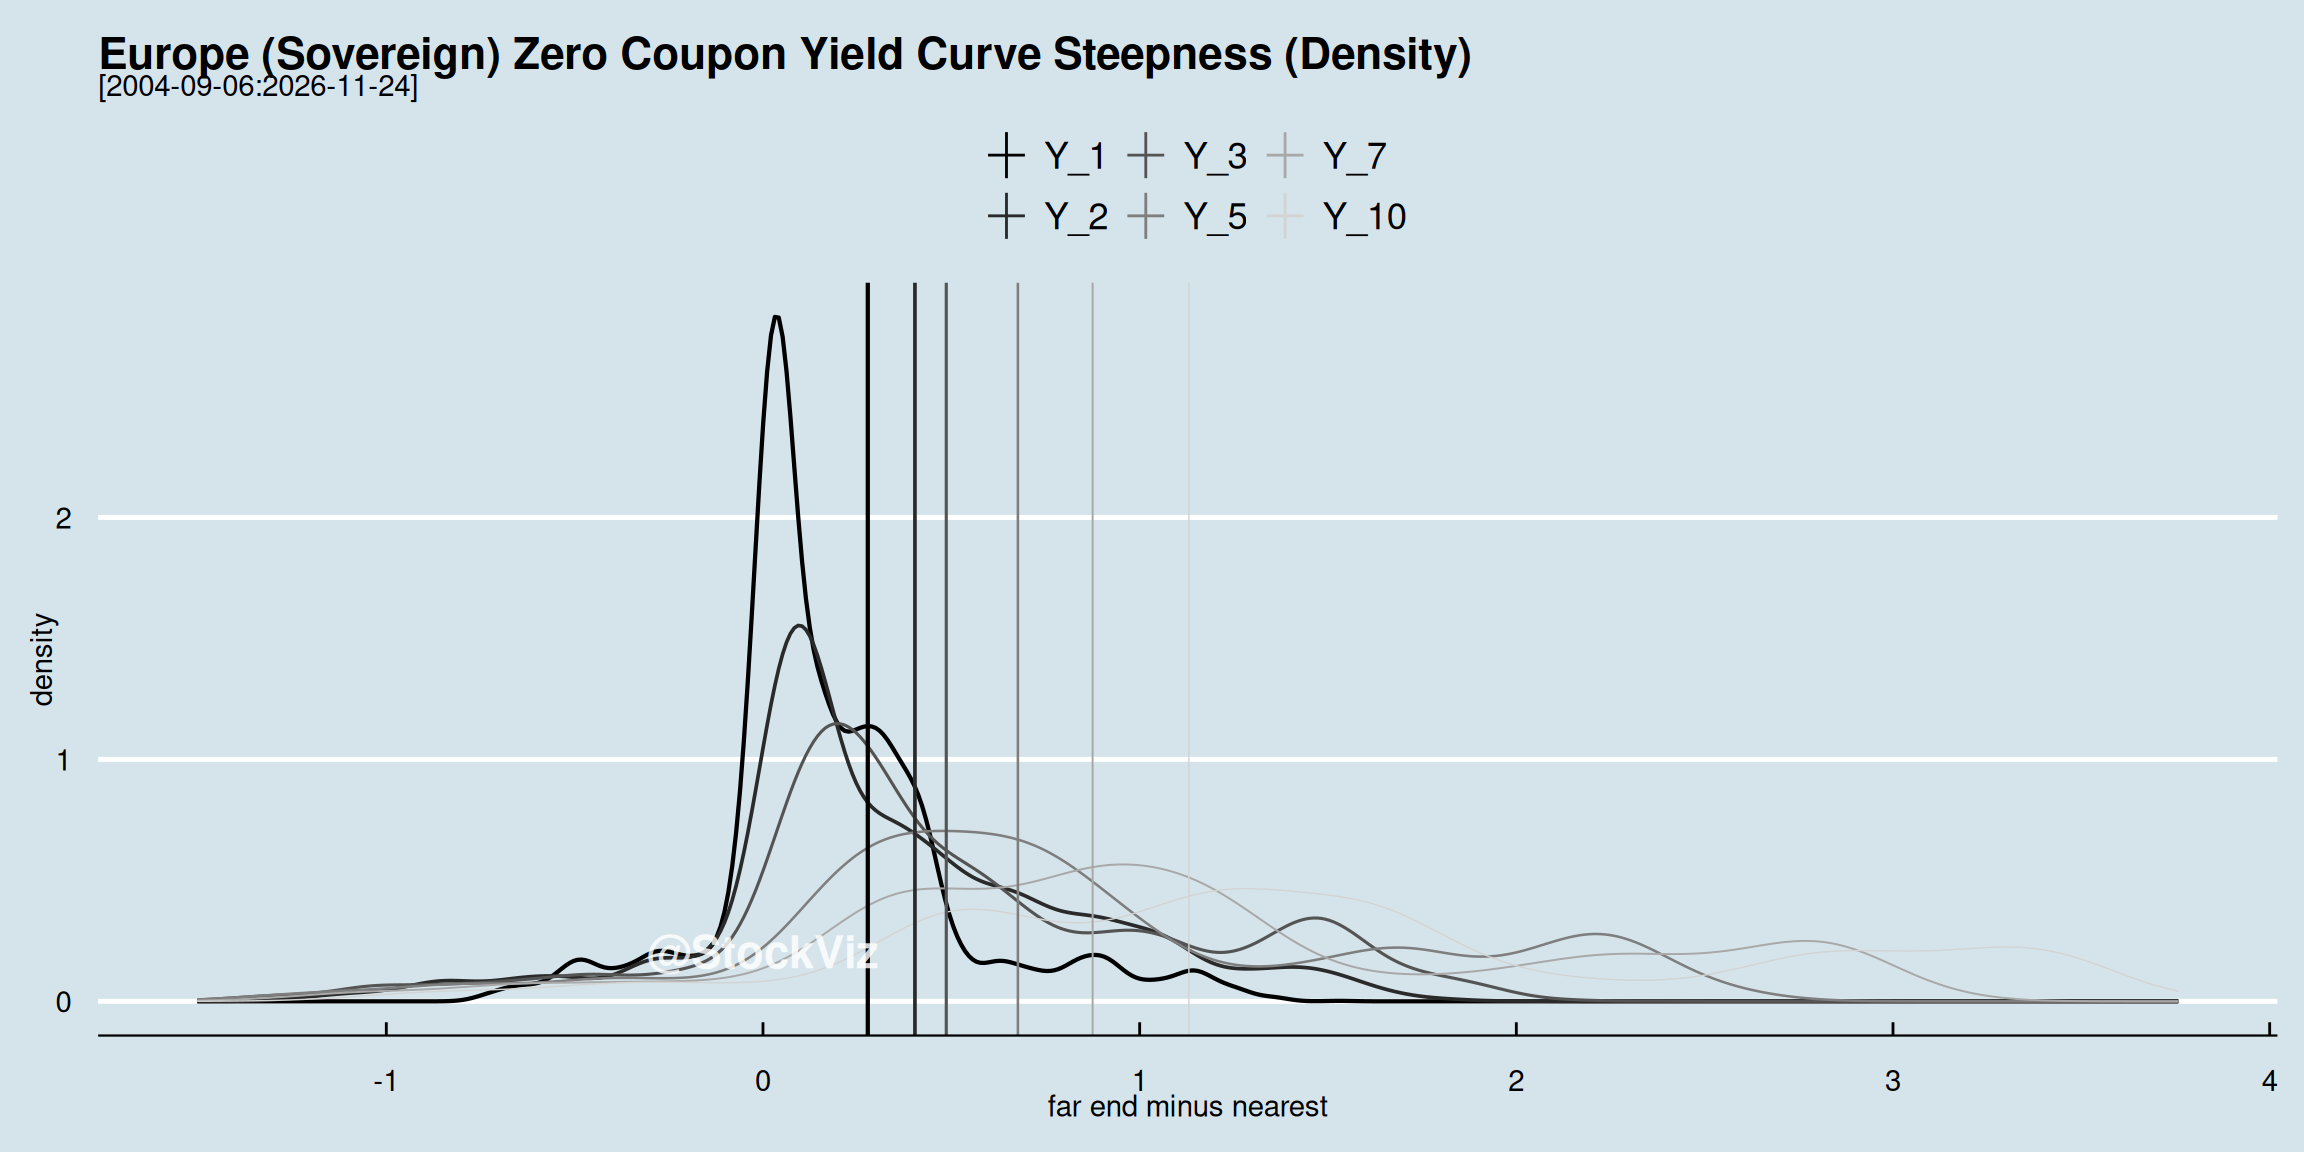 Europe (Sovereign) Zero Coupon Yield Curve Steepness (Density)
[2004-09-06:2026-11-24]
Y_1 Y_3 Y_7
Y_2 Y_5 Y_10
2
1
0
density
@StockViz
-1 0 1 2 3 4
far end minus nearest